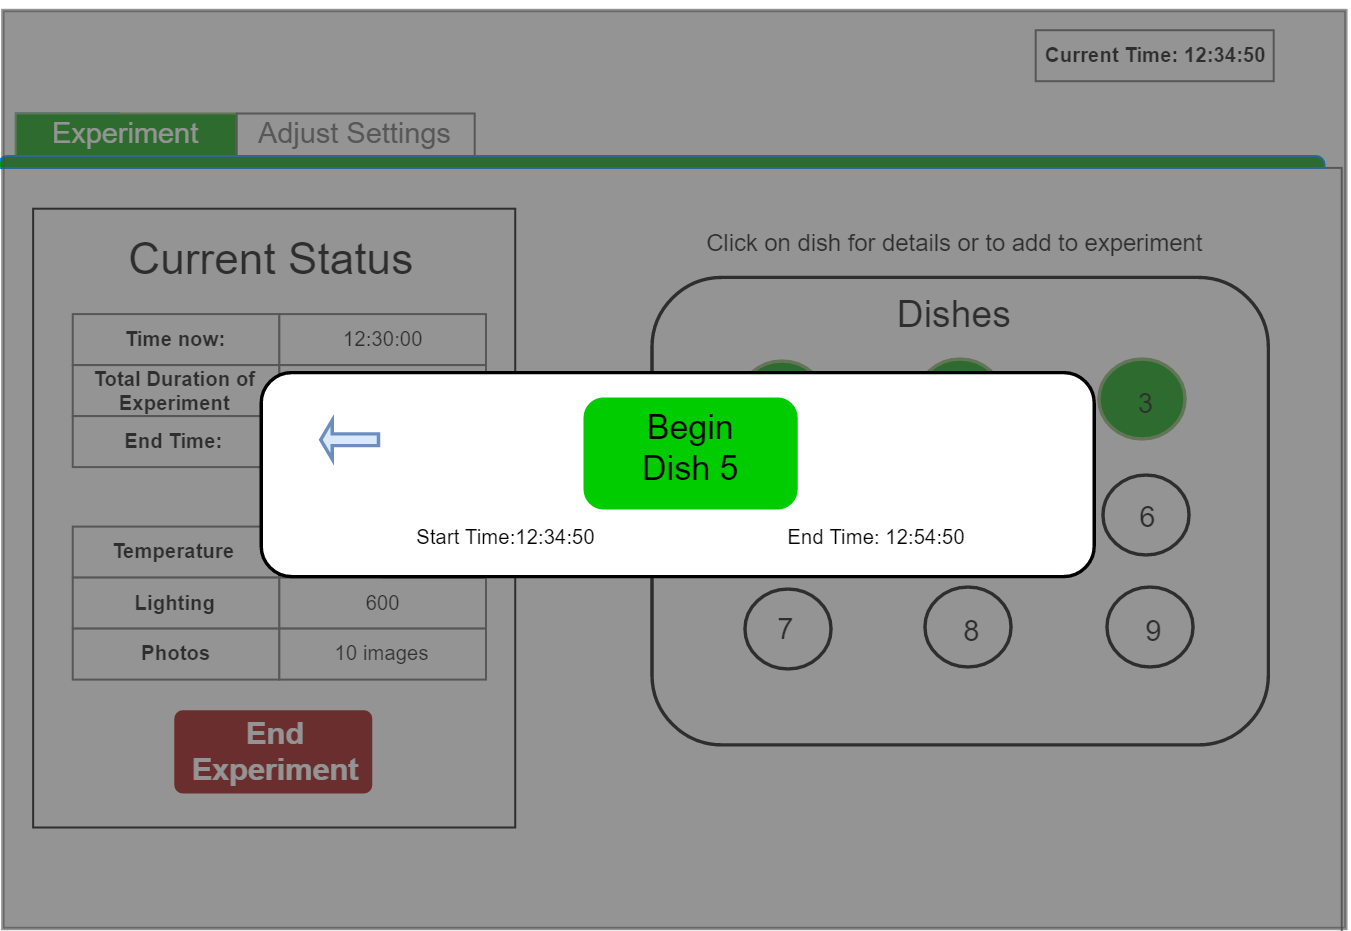 Current Time: 12:34:50
Experiment
Adjust Settings
Current Status
Time now:
12:30:00
Total Duration of
Experiment
End Time:
Temperature
Lighting
600
Photos
10 images
End
Experiment
Click on dish for details or to add to experiment
Dishes
3
6
7
8
9
Begin
Dish 5
Start Time:12:34:50
End Time: 12:54:50